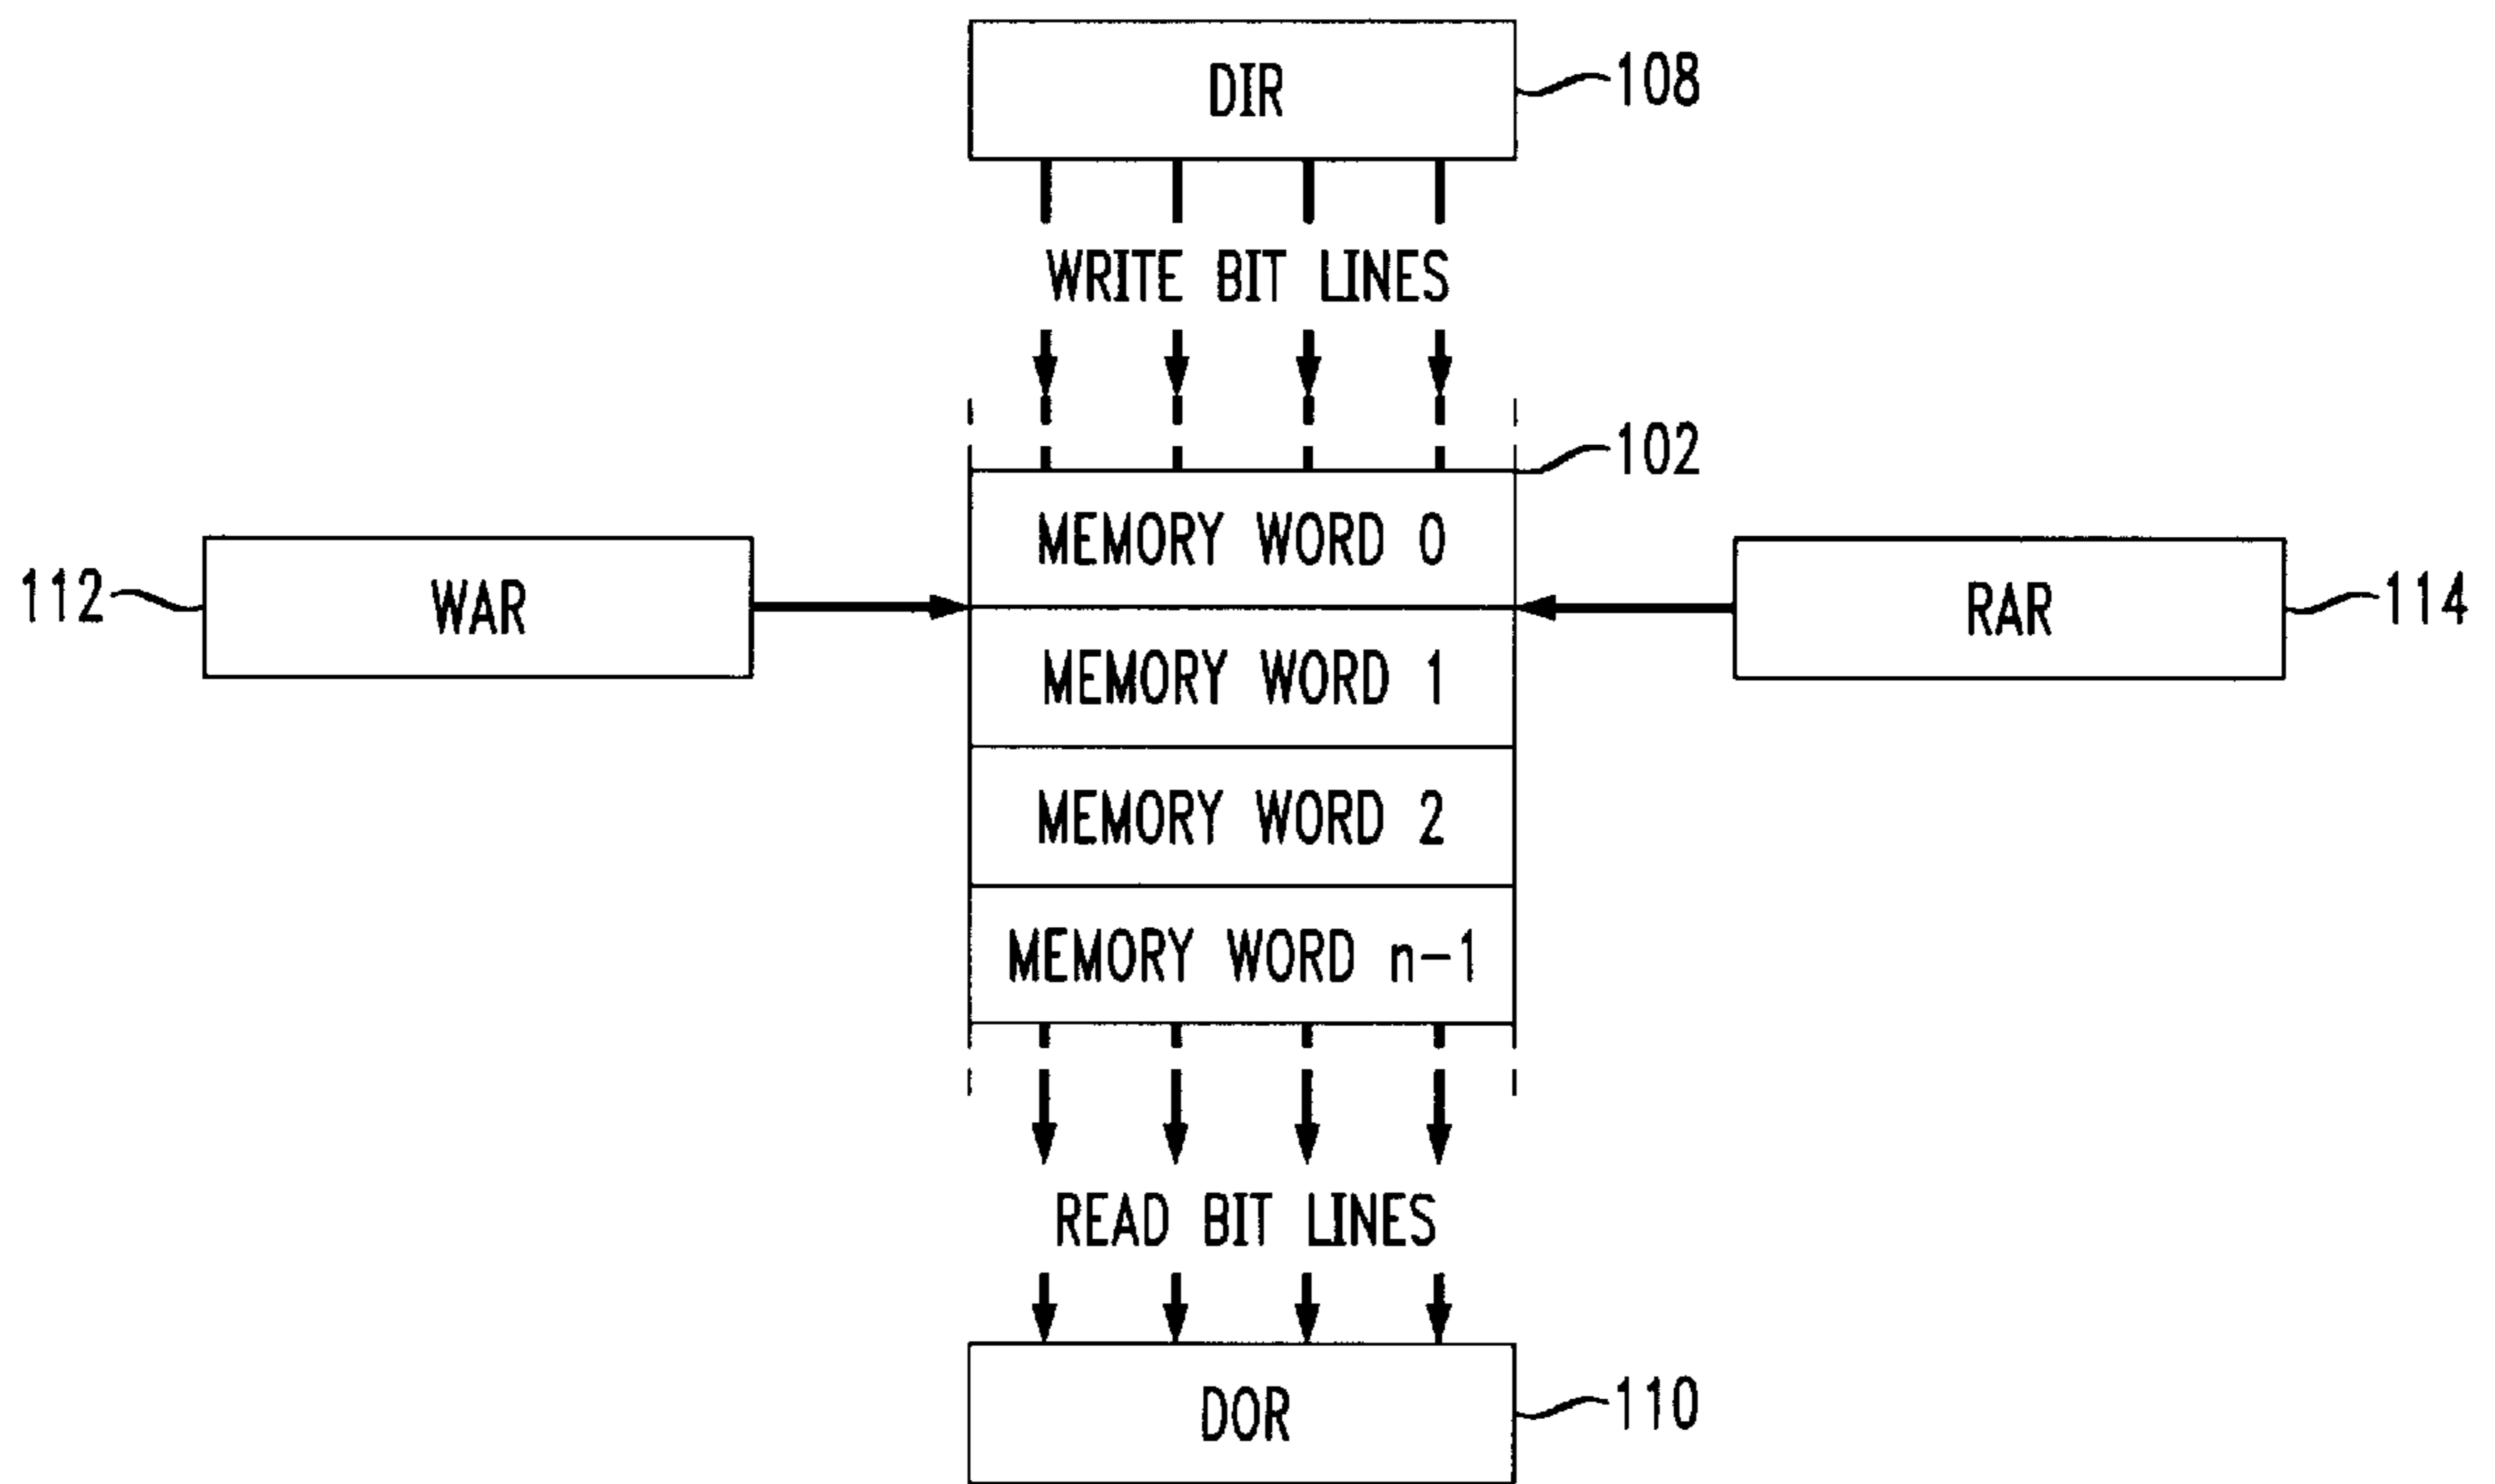 DIR
108
WRITE BIT LINES
102
MEMORY WORD 0
112
WAR
RAR
114
MEMORY WORD 1
MEMORY WORD 2
MEMORY WORD n-1
READ BIT LINES
DOR
110